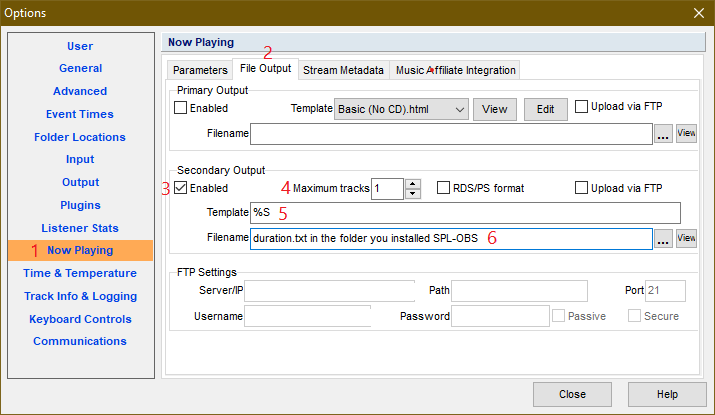 Options
User
General
Advanced
Event Times
Folder Locations
Input
Output
Plugins
Listener Stats
1 Now Playing
Time & Temperature
Track Info & Logging
Keyboard Controls
Communications
Now Playing
2
Parameters File Output Stream Metadata Music Affiliate Integration
Primary Output
Enabled Template Basic (No CD).html View Edit Upload via FTP
Filename ... View
Secondary Output
3 Enabled 4 Maximum tracks 1 RDS/PS format Upload via FTP
Template %S 5
Filename duration.txt in the folder you installed SPL-OBS 6 ... View
FTP Settings
Server/IP Path Port 21
Username Password Passive Secure
Close Help